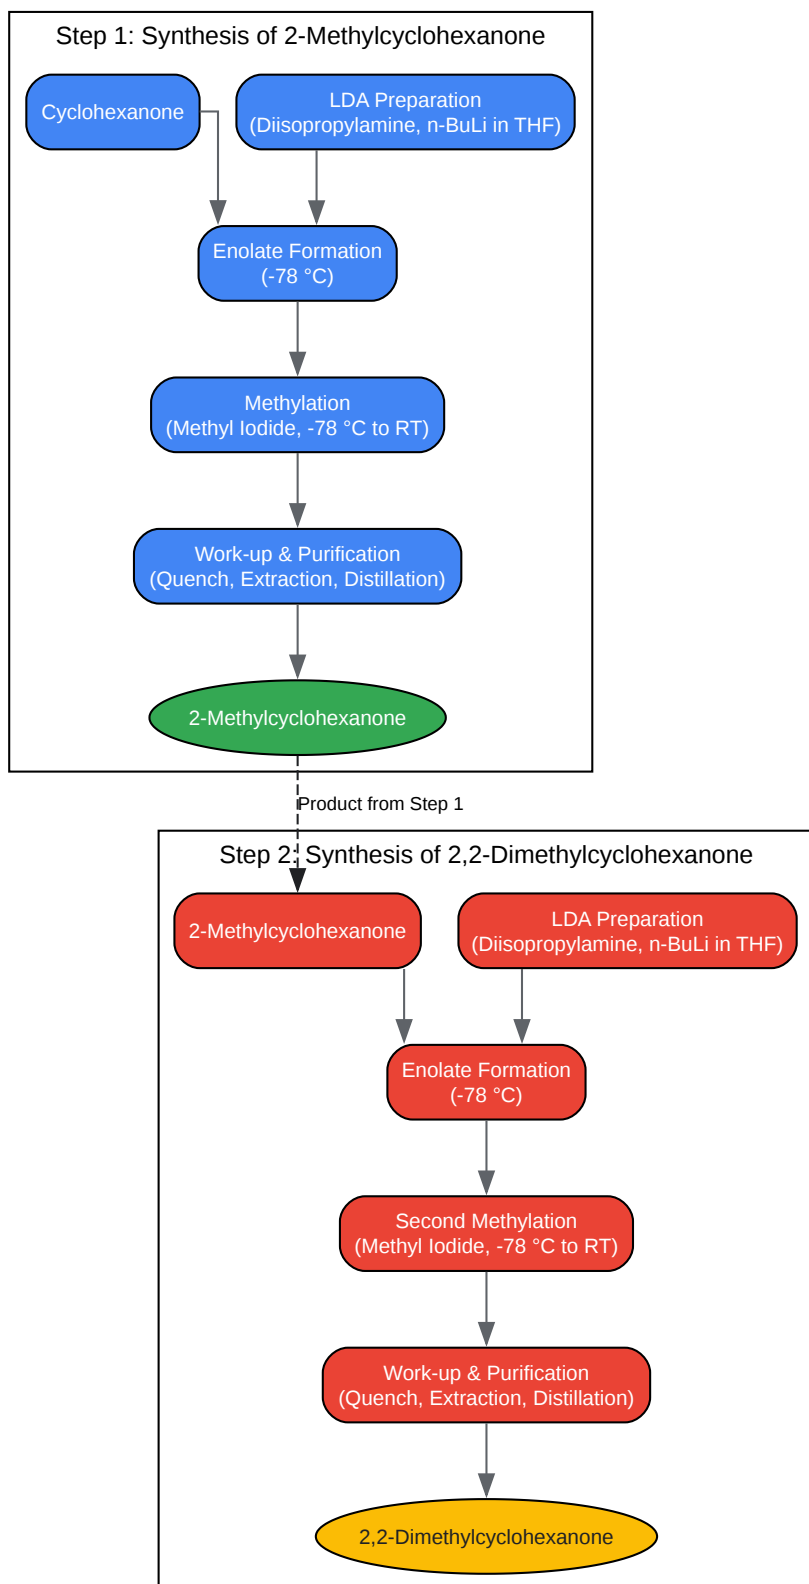 Step 1: Synthesis of 2-Methylcyclohexanone
Cyclohexanone
LDA Preparation
(Diisopropylamine, n-BuLi in THF)
Enolate Formation
(-78 °C)
Methylation
(Methyl Iodide, -78 °C to RT)
Work-up & Purification
(Quench, Extraction, Distillation)
2-Methylcyclohexanone
Product from Step 1
Step 2: Synthesis of 2,2-Dimethylcyclohexanone
2-Methylcyclohexanone
LDA Preparation
(Diisopropylamine, n-BuLi in THF)
Enolate Formation
(-78 °C)
Second Methylation
(Methyl Iodide, -78 °C to RT)
Work-up & Purification
(Quench, Extraction, Distillation)
2,2-Dimethylcyclohexanone